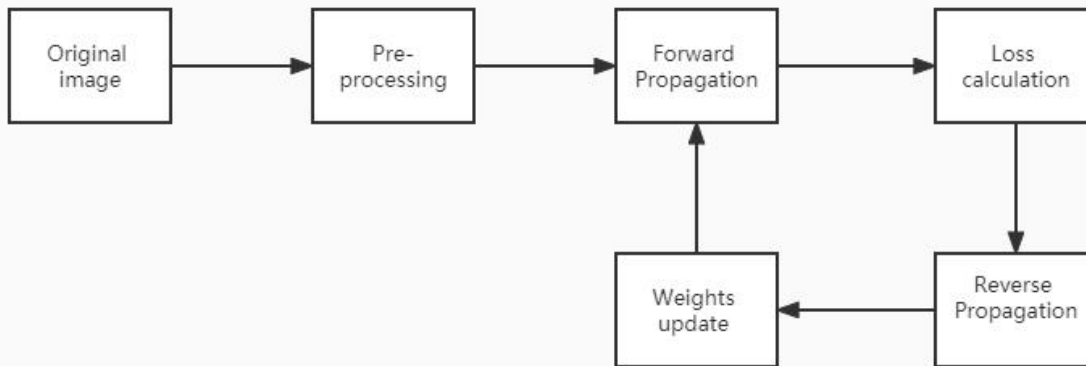 Original
image
Pre-
processing
Forward
Propagation
Loss
calculation
Weights
update
Reverse
Propagation